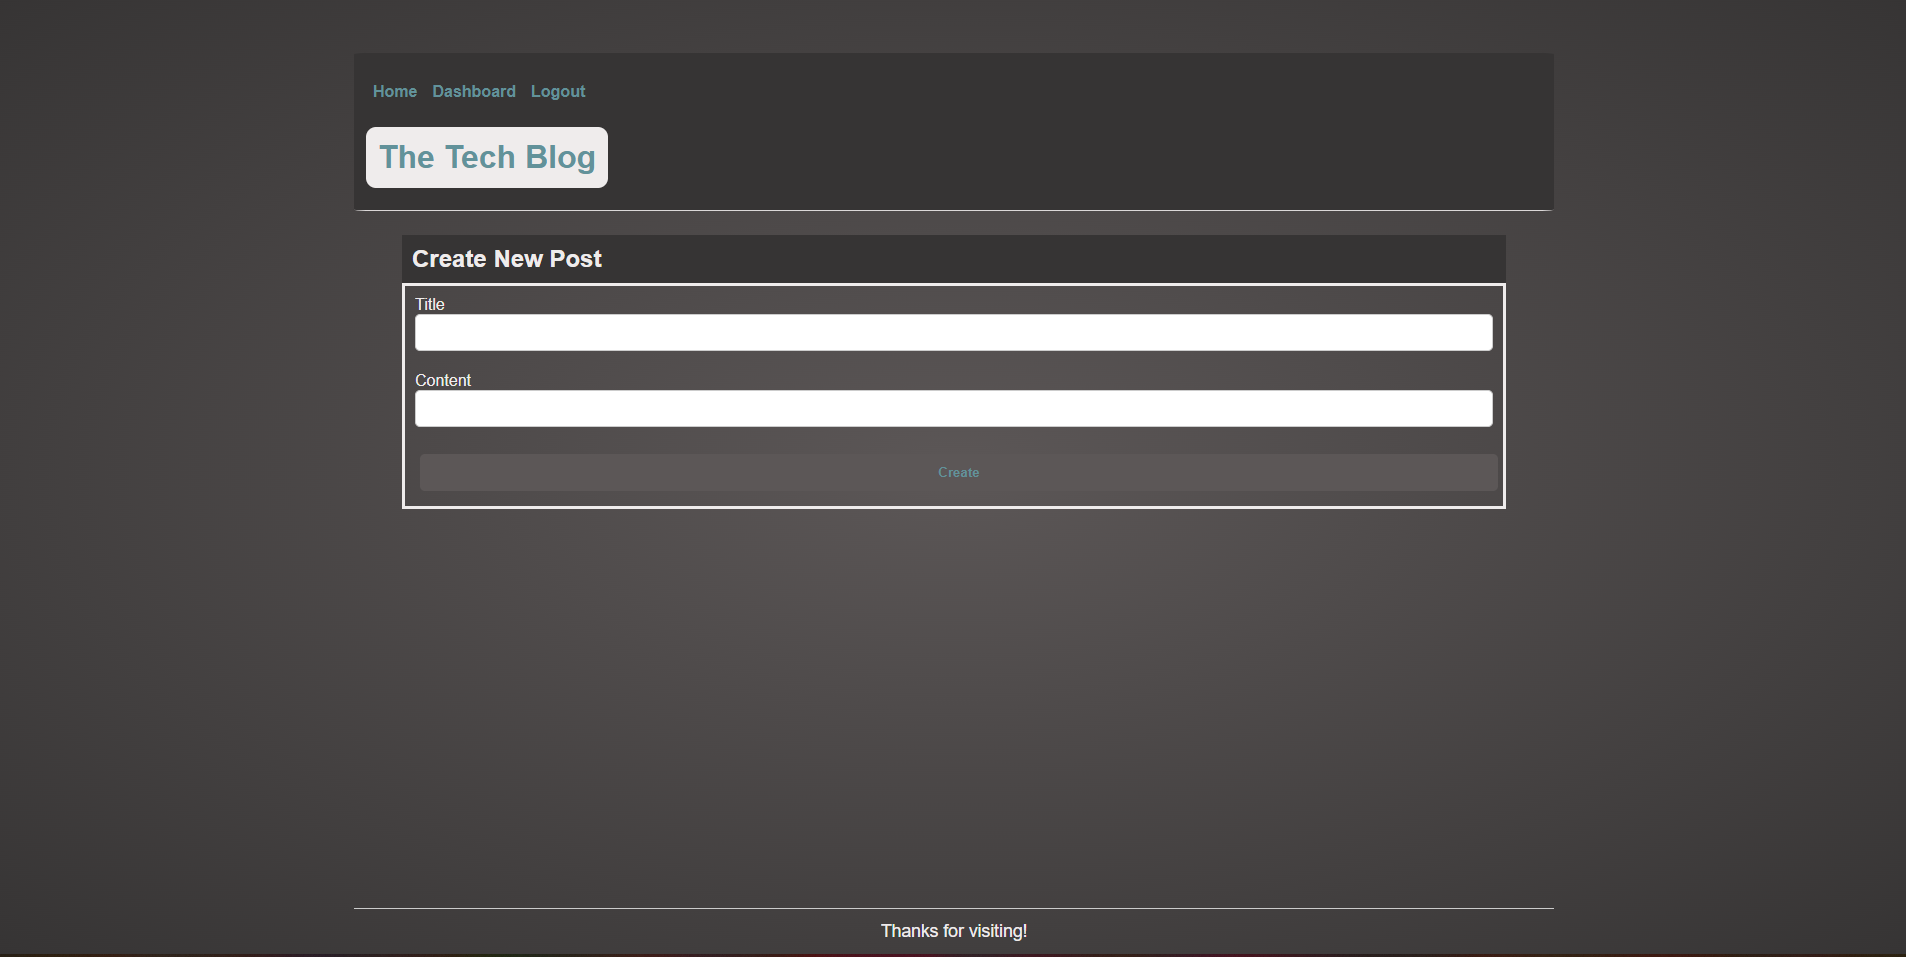 Home Dashboard Logout
The Tech Blog
Create New Post
Title
Content
Create
Thanks for visiting!